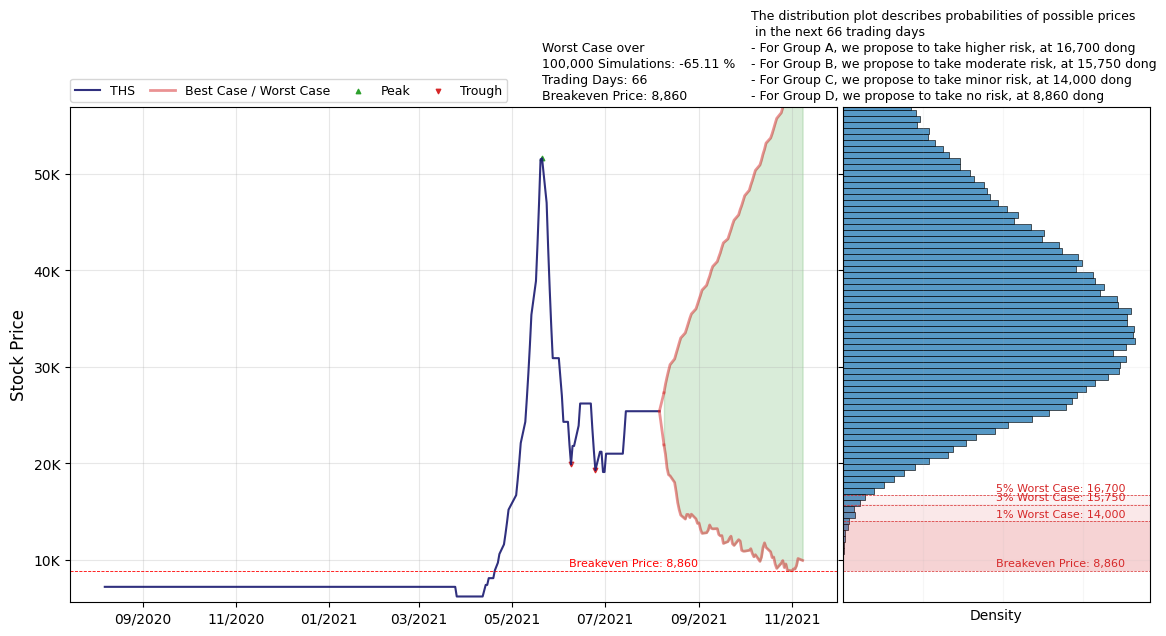 The distribution plot describes probabilities of possible prices
in the next 66 trading days
- For Group A, we propose to take higher risk, at 16,700 dong
- For Group B, we propose to take moderate risk, at 15,750 dong
- For Group C, we propose to take minor risk, at 14,000 dong
- For Group D, we propose to take no risk, at 8,860 dong
Worst Case over
100,000 Simulations: -65.11 %
Trading Days: 66
Breakeven Price: 8,860
THS
Best Case / Worst Case
Peak
Trough
Stock Price
50K
40K
30K
20K
10K
Breakeven Price: 8,860
09/2020
11/2020
01/2021
03/2021
05/2021
07/2021
09/2021
11/2021
5% Worst Case: 16,700
3% Worst Case: 15,750
1% Worst Case: 14,000
Breakeven Price: 8,860
Density